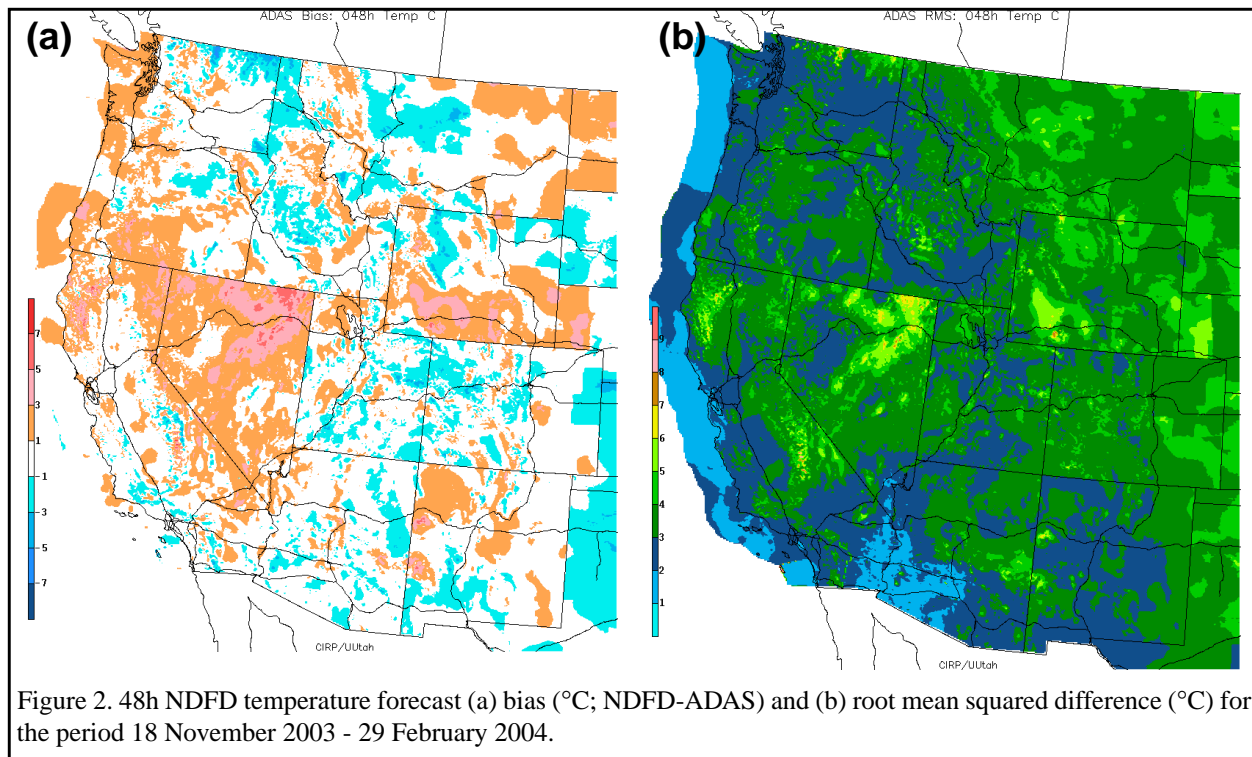 ADAS Bias: 048h Temp C
(a)
7
5
3
1
-1
-3
-5
-7
CIRP/UUtah
ADAS RMS: 048h Temp C
(b)
9
8
7
6
5
4
3
2
1
CIRP/UUtah
Figure 2. 48h NDFD temperature forecast (a) bias (°C; NDFD-ADAS) and (b) root mean squared difference (°C) for
the period 18 November 2003 - 29 February 2004.